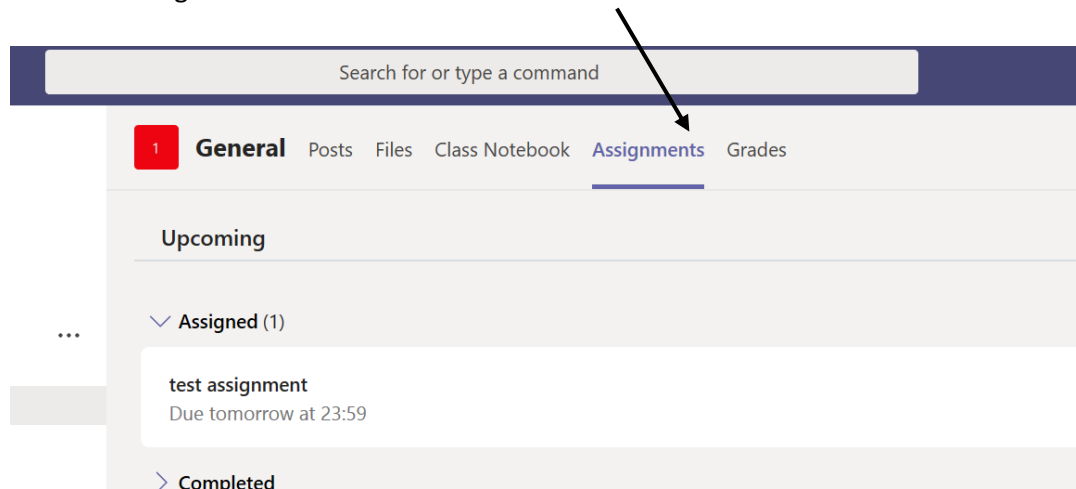 Search for or type a command
1 General Posts Files Class Notebook Assignments Grades
Upcoming
Assigned (1)
test assignment
Due tomorrow at 23:59
Completed